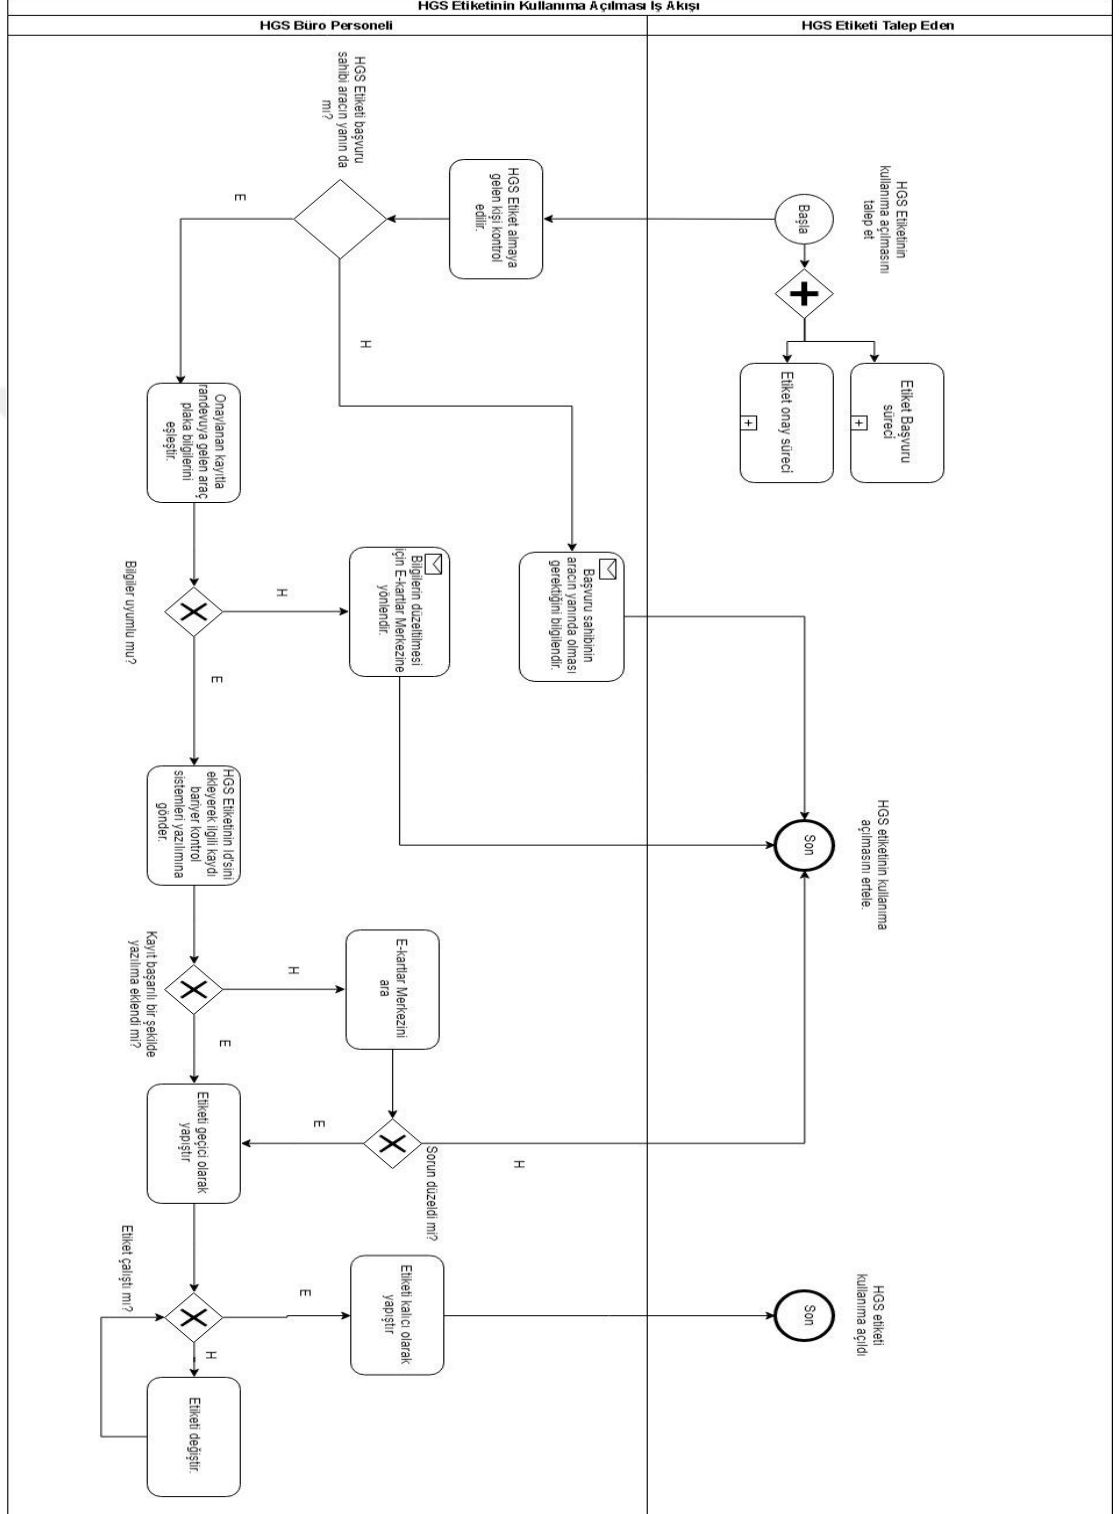 HGS Etiketinin Kullanıma Açılması İş Akışı
HGS Büro Personeli
HGS Etiketi Talep Eden
HGS Etiketinin
kullanıma açılmasını
talep et
Başla
Etiket Başvuru
süreci
Etiket onay süreci
HGS Etiket almaya
gelen kişi kontrol
edilir.
HGS Etiketi başvuru
sahibi aracın yanın da
mı?
E
H
Onaylanan kayıtla
randevuya gelen araç
plaka bilgilerini
eşleştir.
Başvuru sahibinin
aracın yanında olması
gerektiğini bilgilendir.
Bilgilerin düzeltilmesi
için E-kartlar Merkezine
yönlendir.
Bilgiler uyumlu mu?
H
E
HGS etiketinin kullanıma
açılmasını ertele.
Son
HGS Etiketinin Id'sini
ekleyerek ilgili kaydı
bariyer kontrol
sistemleri yazılımına
gönder.
Kayıt başarılı bir şekilde
yazılıma eklendi mi?
H
E
E-kartlar Merkezini
ara
Sorun düzeldi mi?
E
H
Etiketi geçici olarak
yapıştır
Etiket çalıştı mı?
E
H
Etiketi kalıcı olarak
yapıştır
Etiketi değiştir.
HGS etiketi
kullanıma açıldı
Son